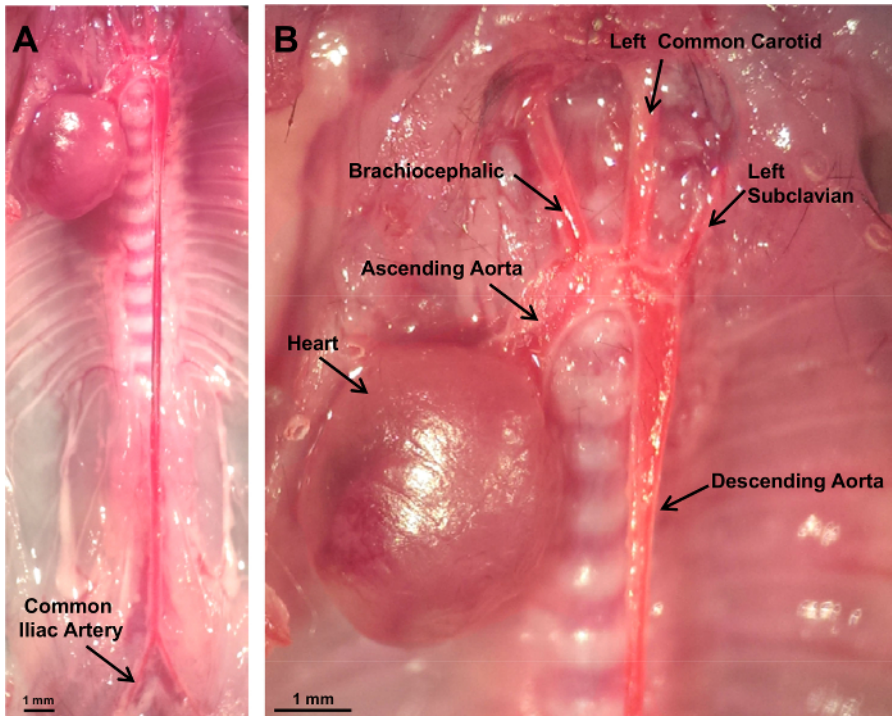 A
B
Left Common Carotid
Brachiocephalic
Left
Subclavian
Ascending Aorta
Heart
Descending Aorta
Common
Iliac Artery
1 mm
1 mm